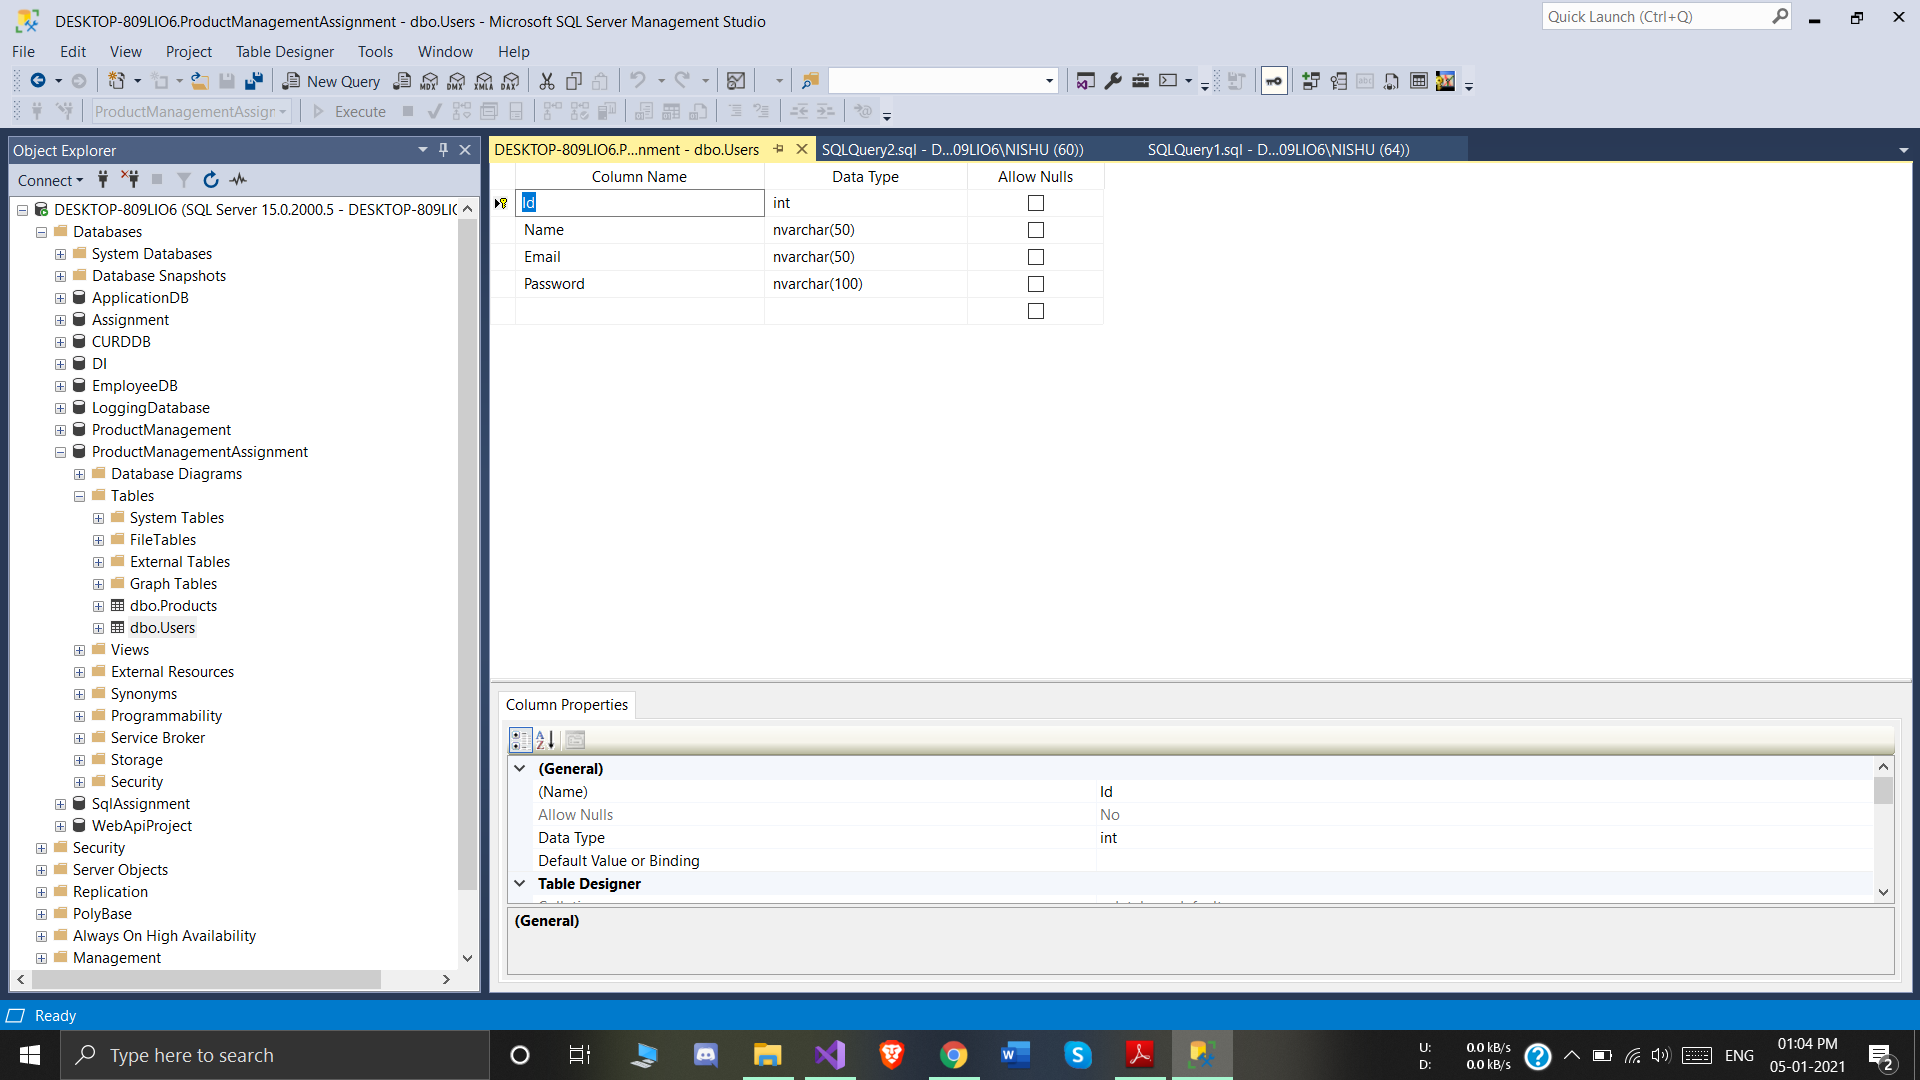 DESKTOP-809LIO6.ProductManagementAssignment - dbo.Users - Microsoft SQL Server Management Studio
Quick Launch (Ctrl+Q)
File Edit View Project Table Designer Tools Window Help
New Query MDX DMX XMLA DAX
ProductManagementAssign Execute
Object Explorer
Connect
DESKTOP-809LIO6 (SQL Server 15.0.2000.5 - DESKTOP-809LI
Databases
System Databases
Database Snapshots
ApplicationDB
Assignment
CURDDB
DI
EmployeeDB
LoggingDatabase
ProductManagement
ProductManagementAssignment
Database Diagrams
Tables
System Tables
FileTables
External Tables
Graph Tables
dbo.Products
dbo.Users
Views
External Resources
Synonyms
Programmability
Service Broker
Storage
Security
SqlAssignment
WebApiProject
Security
Server Objects
Replication
PolyBase
Always On High Availability
Management
DESKTOP-809LIO6.P...nment - dbo.Users SQLQuery2.sql - D...09LIO6\NISHU (60)) SQLQuery1.sql - D...09LIO6\NISHU (64))
Column Name Data Type Allow Nulls
Id int
Name nvarchar(50)
Email nvarchar(50)
Password nvarchar(100)
Column Properties
(General)
(Name) Id
Allow Nulls No
Data Type int
Default Value or Binding
Table Designer
(General)
Ready
Type here to search
U: 0.0 kB/s
D: 0.0 kB/s
ENG
01:04 PM
05-01-2021
2